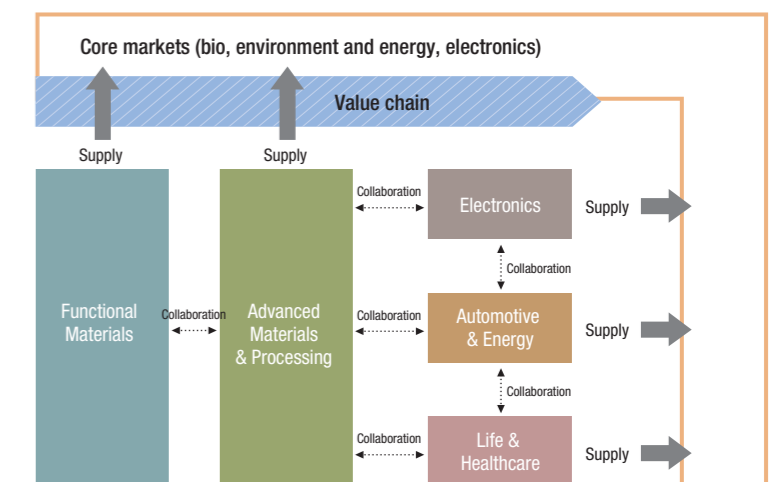 Core markets (bio, environment and energy, electronics)
Value chain
Supply
Supply
Collaboration
Electronics
Supply
Collaboration
Functional
Materials
Collaboration
Advanced
Materials
& Processing
Collaboration
Automotive
& Energy
Supply
Collaboration
Collaboration
Life &
Healthcare
Supply